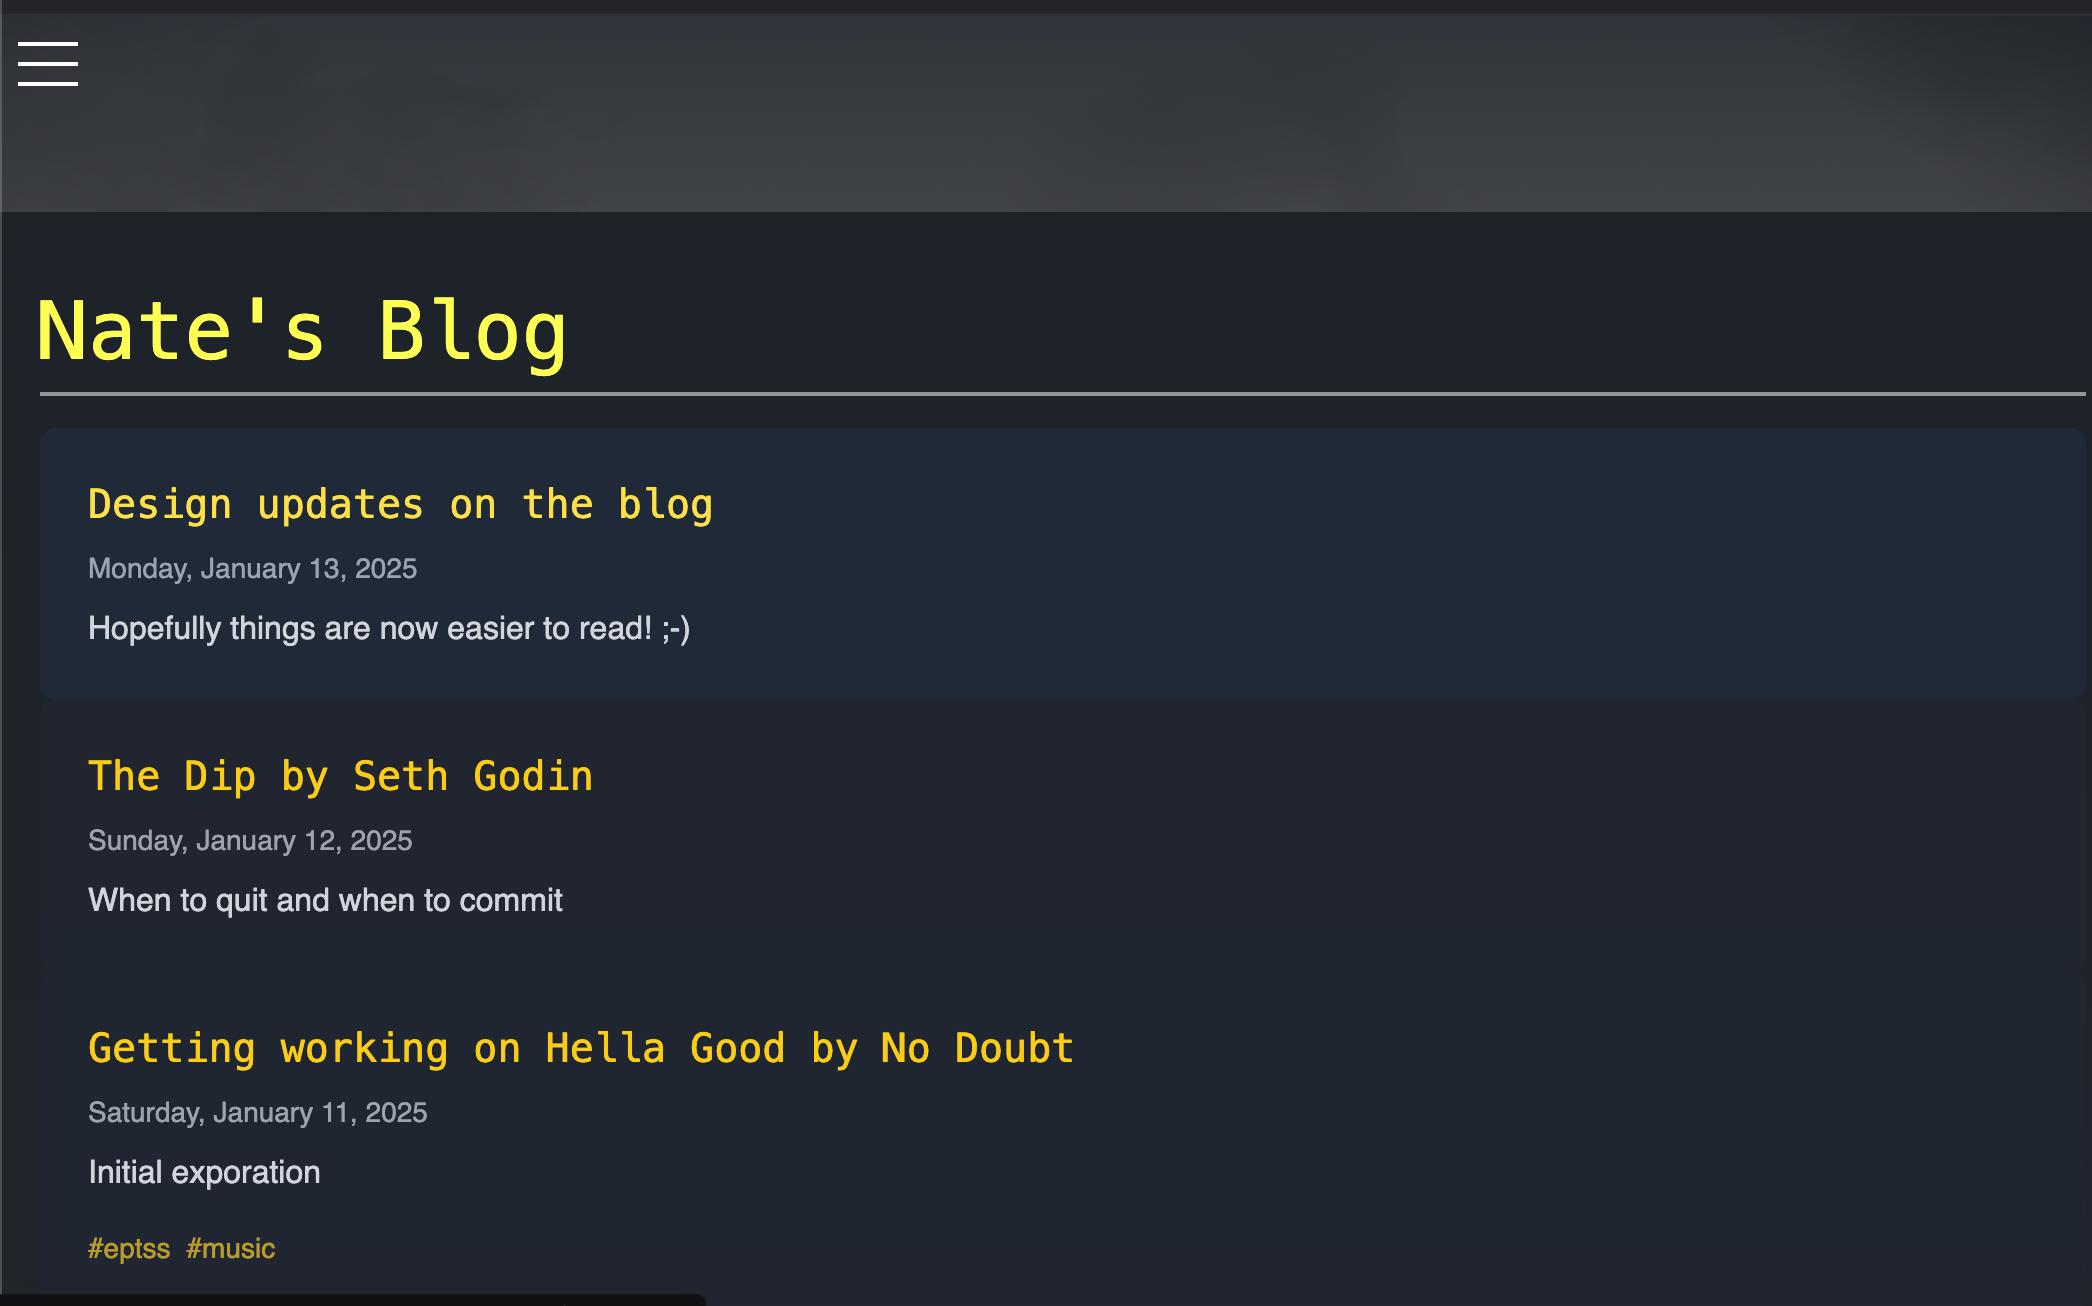 Nate's Blog
Design updates on the blog
Monday, January 13, 2025
Hopefully things are now easier to read! ;-)
The Dip by Seth Godin
Sunday, January 12, 2025
When to quit and when to commit
Getting working on Hella Good by No Doubt
Saturday, January 11, 2025
Initial exporation
#eptss #music